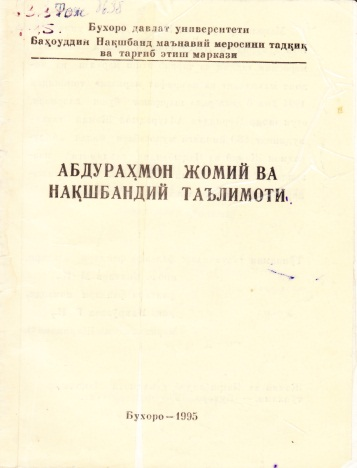 Бухоро давлат университети
Баҳоуддин Нақшбанд маънавий меросини тадқиқ
ва тарғиб этиш маркази
АБДУРАҲМОН ЖОМИЙ ВА
НАҚШБАНДИЙ ТАЪЛИМОТИ
Бухоро—1995